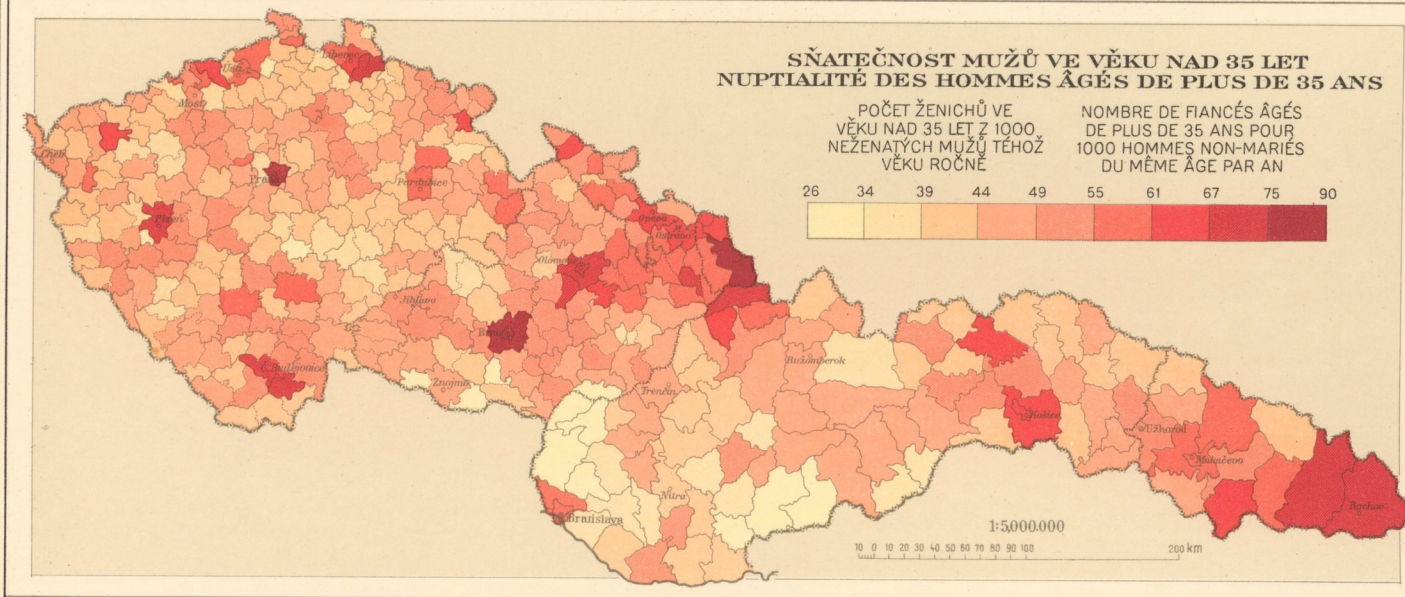 SŇATEČNOST MUŽŮ VE VĚKU NAD 35 LET
NUPTIALITÉ DES HOMMES ÂGÉS DE PLUS DE 35 ANS
POČET ŽENICHŮ VE
VĚKU NAD 35 LET Z 1000
NEŽENATÝCH MUŽŮ TÉHOŽ
VĚKU ROČNĚ
NOMBRE DE FIANCÉS ÂGÉS
DE PLUS DE 35 ANS POUR
1000 HOMMES NON-MARIÉS
DU MÊME ÂGE PAR AN
26 34 39 44 49 55 61 67 75 90
Liberec
Ústí
Most
Cheb
Praha
Pardubice
Plzeň
Opava
M. Ostrava
Olomouc
Jihlava
Brno
Č. Budějovice
Znojmo
Ružomberok
Trenčín
Košice
Užhorod
Mukačevo
Nitra
Bratislava
Rachov
1:5,000.000
10 0 10 20 30 40 50 60 70 80 90 100 200 km